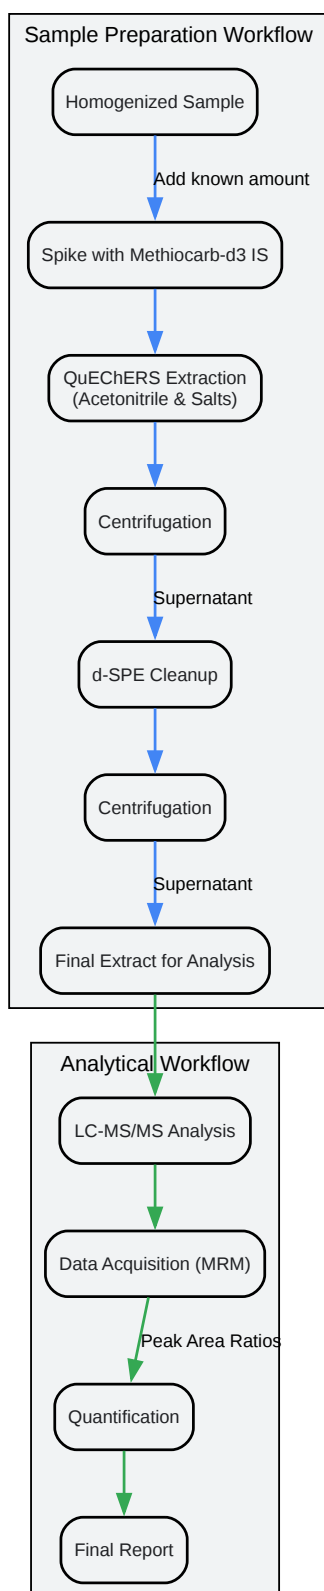 Sample Preparation Workflow
Homogenized Sample
Add known amount
Spike with Methiocarb-d3 IS
QuEChERS Extraction
(Acetonitrile & Salts)
Centrifugation
Supernatant
d-SPE Cleanup
Centrifugation
Supernatant
Final Extract for Analysis
Analytical Workflow
LC-MS/MS Analysis
Data Acquisition (MRM)
Peak Area Ratios
Quantification
Final Report